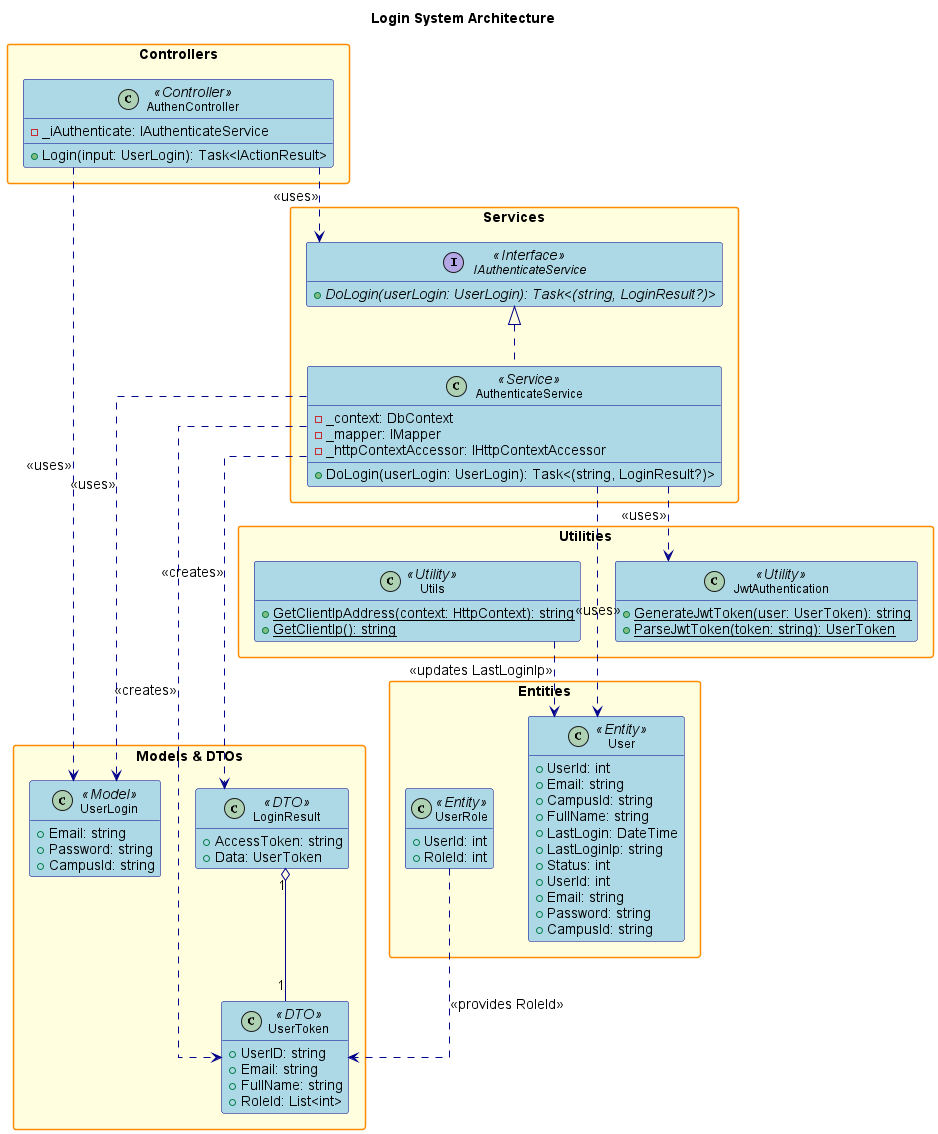 Login System Architecture
Controllers
C
«Controller»
AuthenController
_iAuthenticate: IAuthenticateService
Login(input: UserLogin): Task<IActionResult>
«uses»
Services
I
«Interface»
IAuthenticateService
DoLogin(userLogin: UserLogin): Task<(string, LoginResult?)>
C
«Service»
AuthenticateService
_context: DbContext
_mapper: IMapper
_httpContextAccessor: IHttpContextAccessor
DoLogin(userLogin: UserLogin): Task<(string, LoginResult?)>
«uses»
«uses»
«uses»
Utilities
«creates»
C
«Utility»
Utils
GetClientIpAddress(context: HttpContext): string
GetClientIp(): string
«uses»
C
«Utility»
JwtAuthentication
GenerateJwtToken(user: UserToken): string
ParseJwtToken(token: string): UserToken
«updates LastLoginIp»
«creates»
Entities
C
«Entity»
User
UserId: int
Email: string
CampusId: string
FullName: string
LastLogin: DateTime
LastLoginIp: string
Status: int
UserId: int
Email: string
Password: string
CampusId: string
C
«Entity»
UserRole
UserId: int
RoleId: int
Models & DTOs
C
«Model»
UserLogin
Email: string
Password: string
CampusId: string
C
«DTO»
LoginResult
AccessToken: string
Data: UserToken
1
1
«provides RoleId»
C
«DTO»
UserToken
UserID: string
Email: string
FullName: string
RoleId: List<int>